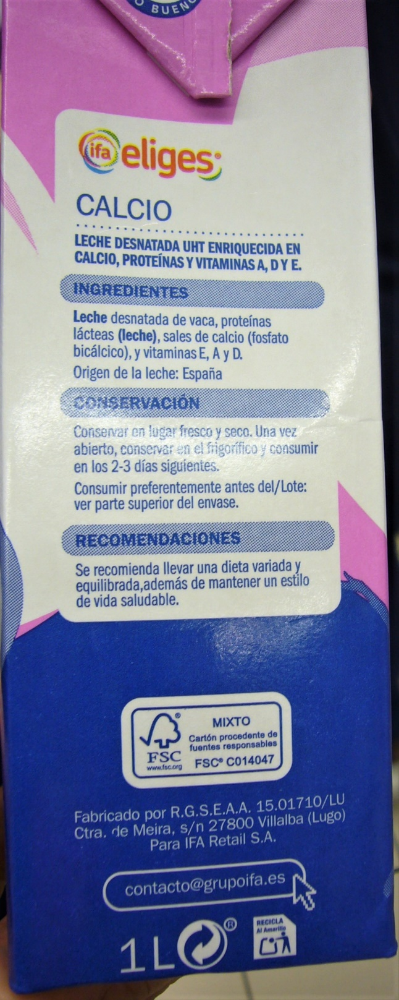 O BUENO
ifa eliges
CALCIO
LECHE DESNATADA UHT ENRIQUECIDA EN
CALCIO, PROTEÍNAS Y VITAMINAS A, D Y E.
INGREDIENTES
Leche desnatada de vaca, proteínas
lácteas (leche), sales de calcio (fosfato
bicálcico), y vitaminas E, A y D.
Origen de la leche: España
CONSERVACIÓN
Conservar en lugar fresco y seco. Una vez
abierto, conservar en el frigorífico y consumir
en los 2-3 días siguientes.
Consumir preferentemente antes del/Lote:
ver parte superior del envase.
RECOMENDACIONES
Se recomienda llevar una dieta variada y
equilibrada,además de mantener un estilo
de vida saludable.
MIXTO
Cartón procedente de
fuentes responsables
FSC® C014047
FSC
www.fsc.org
Fabricado por R.G.S.E.A.A. 15.01710/LU
Ctra. de Meira, s/n 27800 Villalba (Lugo)
Para IFA Retail S.A.
contacto@grupoifa.es
1 L
RECICLA
Al Amarillo